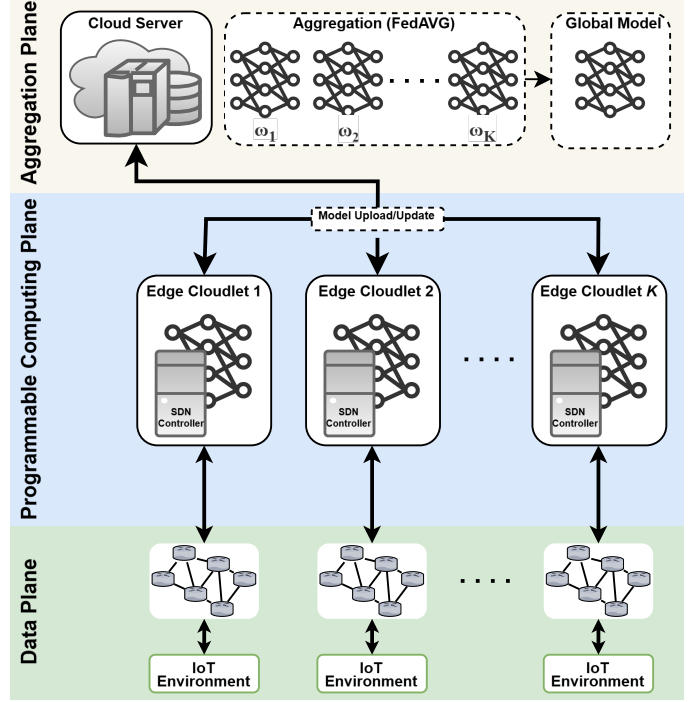 Aggregation Plane
Cloud Server
Aggregation (FedAVG)
Global Model
ω1
ω2
ωK
Programmable Computing Plane
Model Upload/Update
Edge Cloudlet 1
Edge Cloudlet 2
Edge Cloudlet K
SDN
Controller
SDN
Controller
SDN
Controller
Data Plane
IoT
Environment
IoT
Environment
IoT
Environment